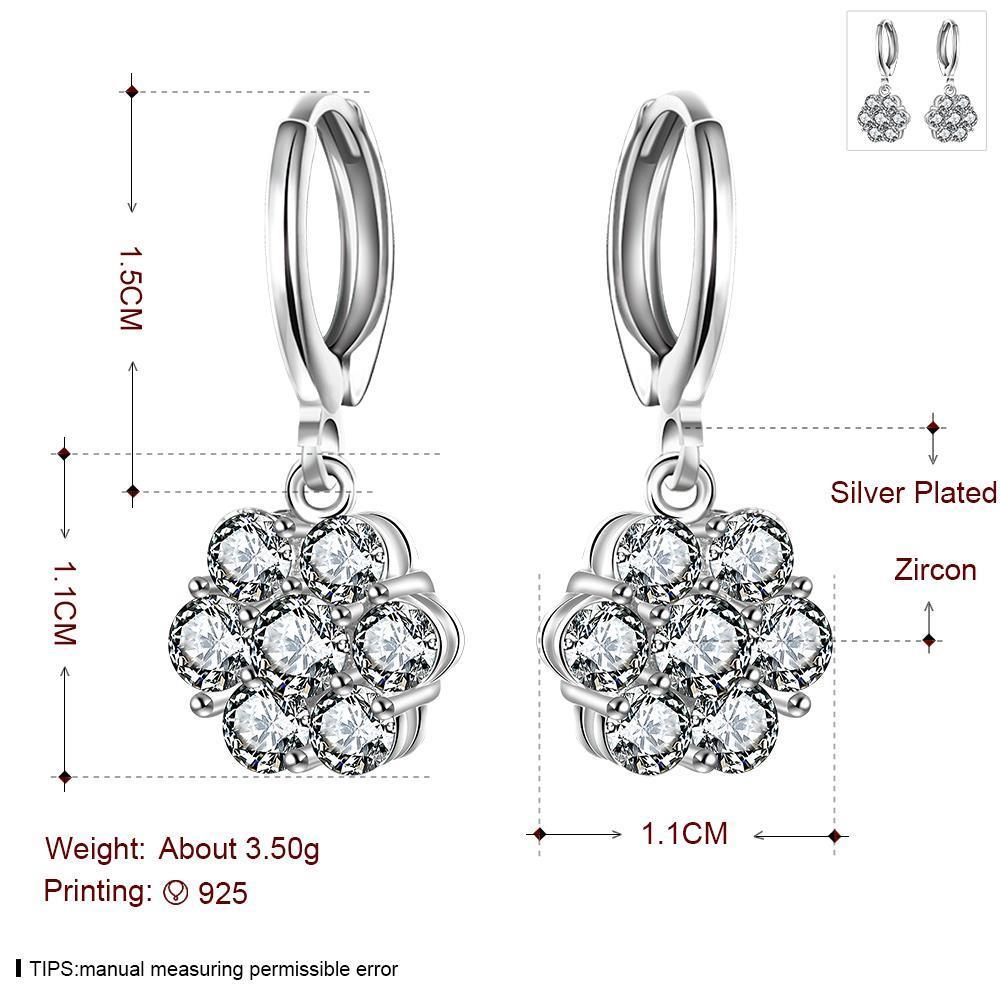 1.5CM
1.1CM
Silver Plated
Zircon
1.1CM
Weight: About 3.50g
Printing: 925
TIPS:manual measuring permissible error